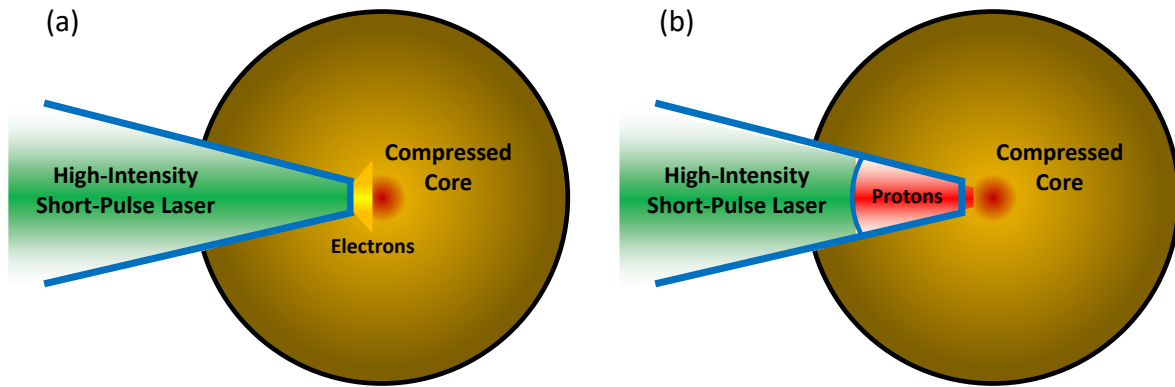 (a)
High-Intensity
Short-Pulse Laser
Compressed
Core
Electrons
(b)
High-Intensity
Short-Pulse Laser
Protons
Compressed
Core